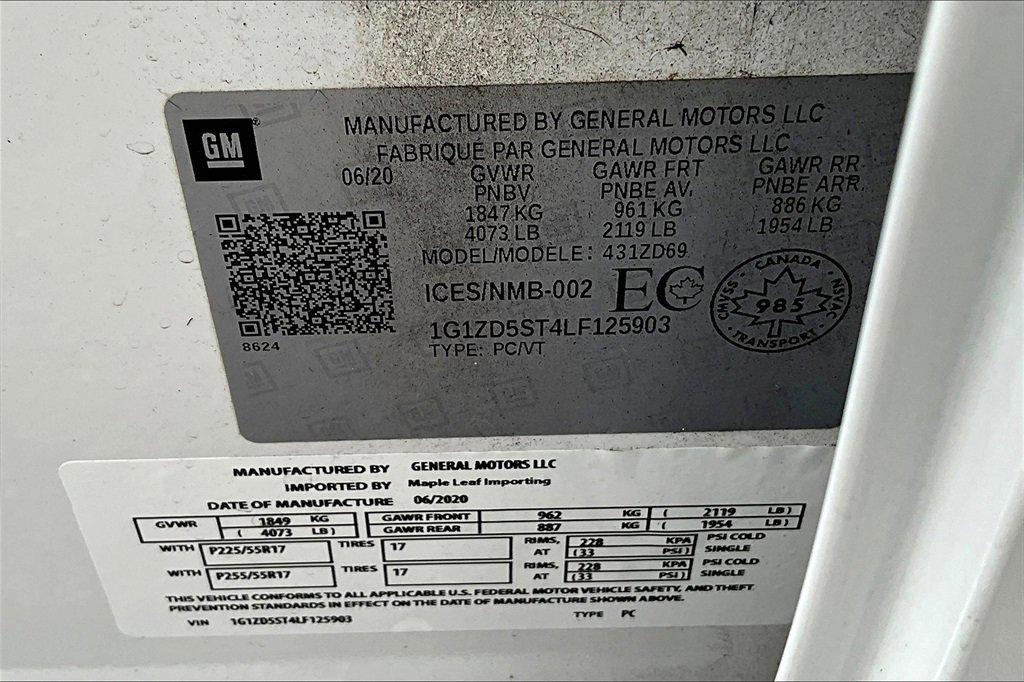 GM
MANUFACTURED BY GENERAL MOTORS LLC
FABRIQUÉ PAR GENERAL MOTORS LLC
06/20 GVWR GAWR FRT GAWR RR
PNBV PNBE AV. PNBE ARR.
1847 KG 961 KG 886 KG
4073 LB 2119 LB 1954 LB
MODEL/MODELE: 431ZD69
ICES/NMB-002 EC
CANADA
CMVSS 985 NSVAC
TRANSPORT
1G1ZD5ST4LF125903
TYPE: PC/VT
8624
MANUFACTURED BY GENERAL MOTORS LLC
IMPORTED BY Maple Leaf Importing
DATE OF MANUFACTURE 06/2020
GVWR 1849 KG GAWR FRONT 962 KG ( 2119 LB )
( 4073 LB ) GAWR REAR 887 KG ( 1954 LB )
WITH P225/55R17 TIRES 17 RIMS, AT 228 KPA (33 PSI) PSI COLD SINGLE
WITH P255/55R17 TIRES 17 RIMS, AT 228 KPA (33 PSI) PSI COLD SINGLE
THIS VEHICLE CONFORMS TO ALL APPLICABLE U.S. FEDERAL MOTOR VEHICLE SAFETY, AND THEFT
PREVENTION STANDARDS IN EFFECT ON THE DATE OF MANUFACTURE SHOWN ABOVE.
VIN 1G1ZD5ST4LF125903 TYPE PC